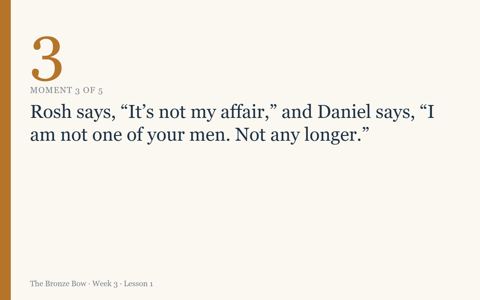 3
MOMENT 3 OF 5
Rosh says, “It’s not my affair,” and Daniel says, “I
am not one of your men. Not any longer.”
The Bronze Bow · Week 3 · Lesson 1